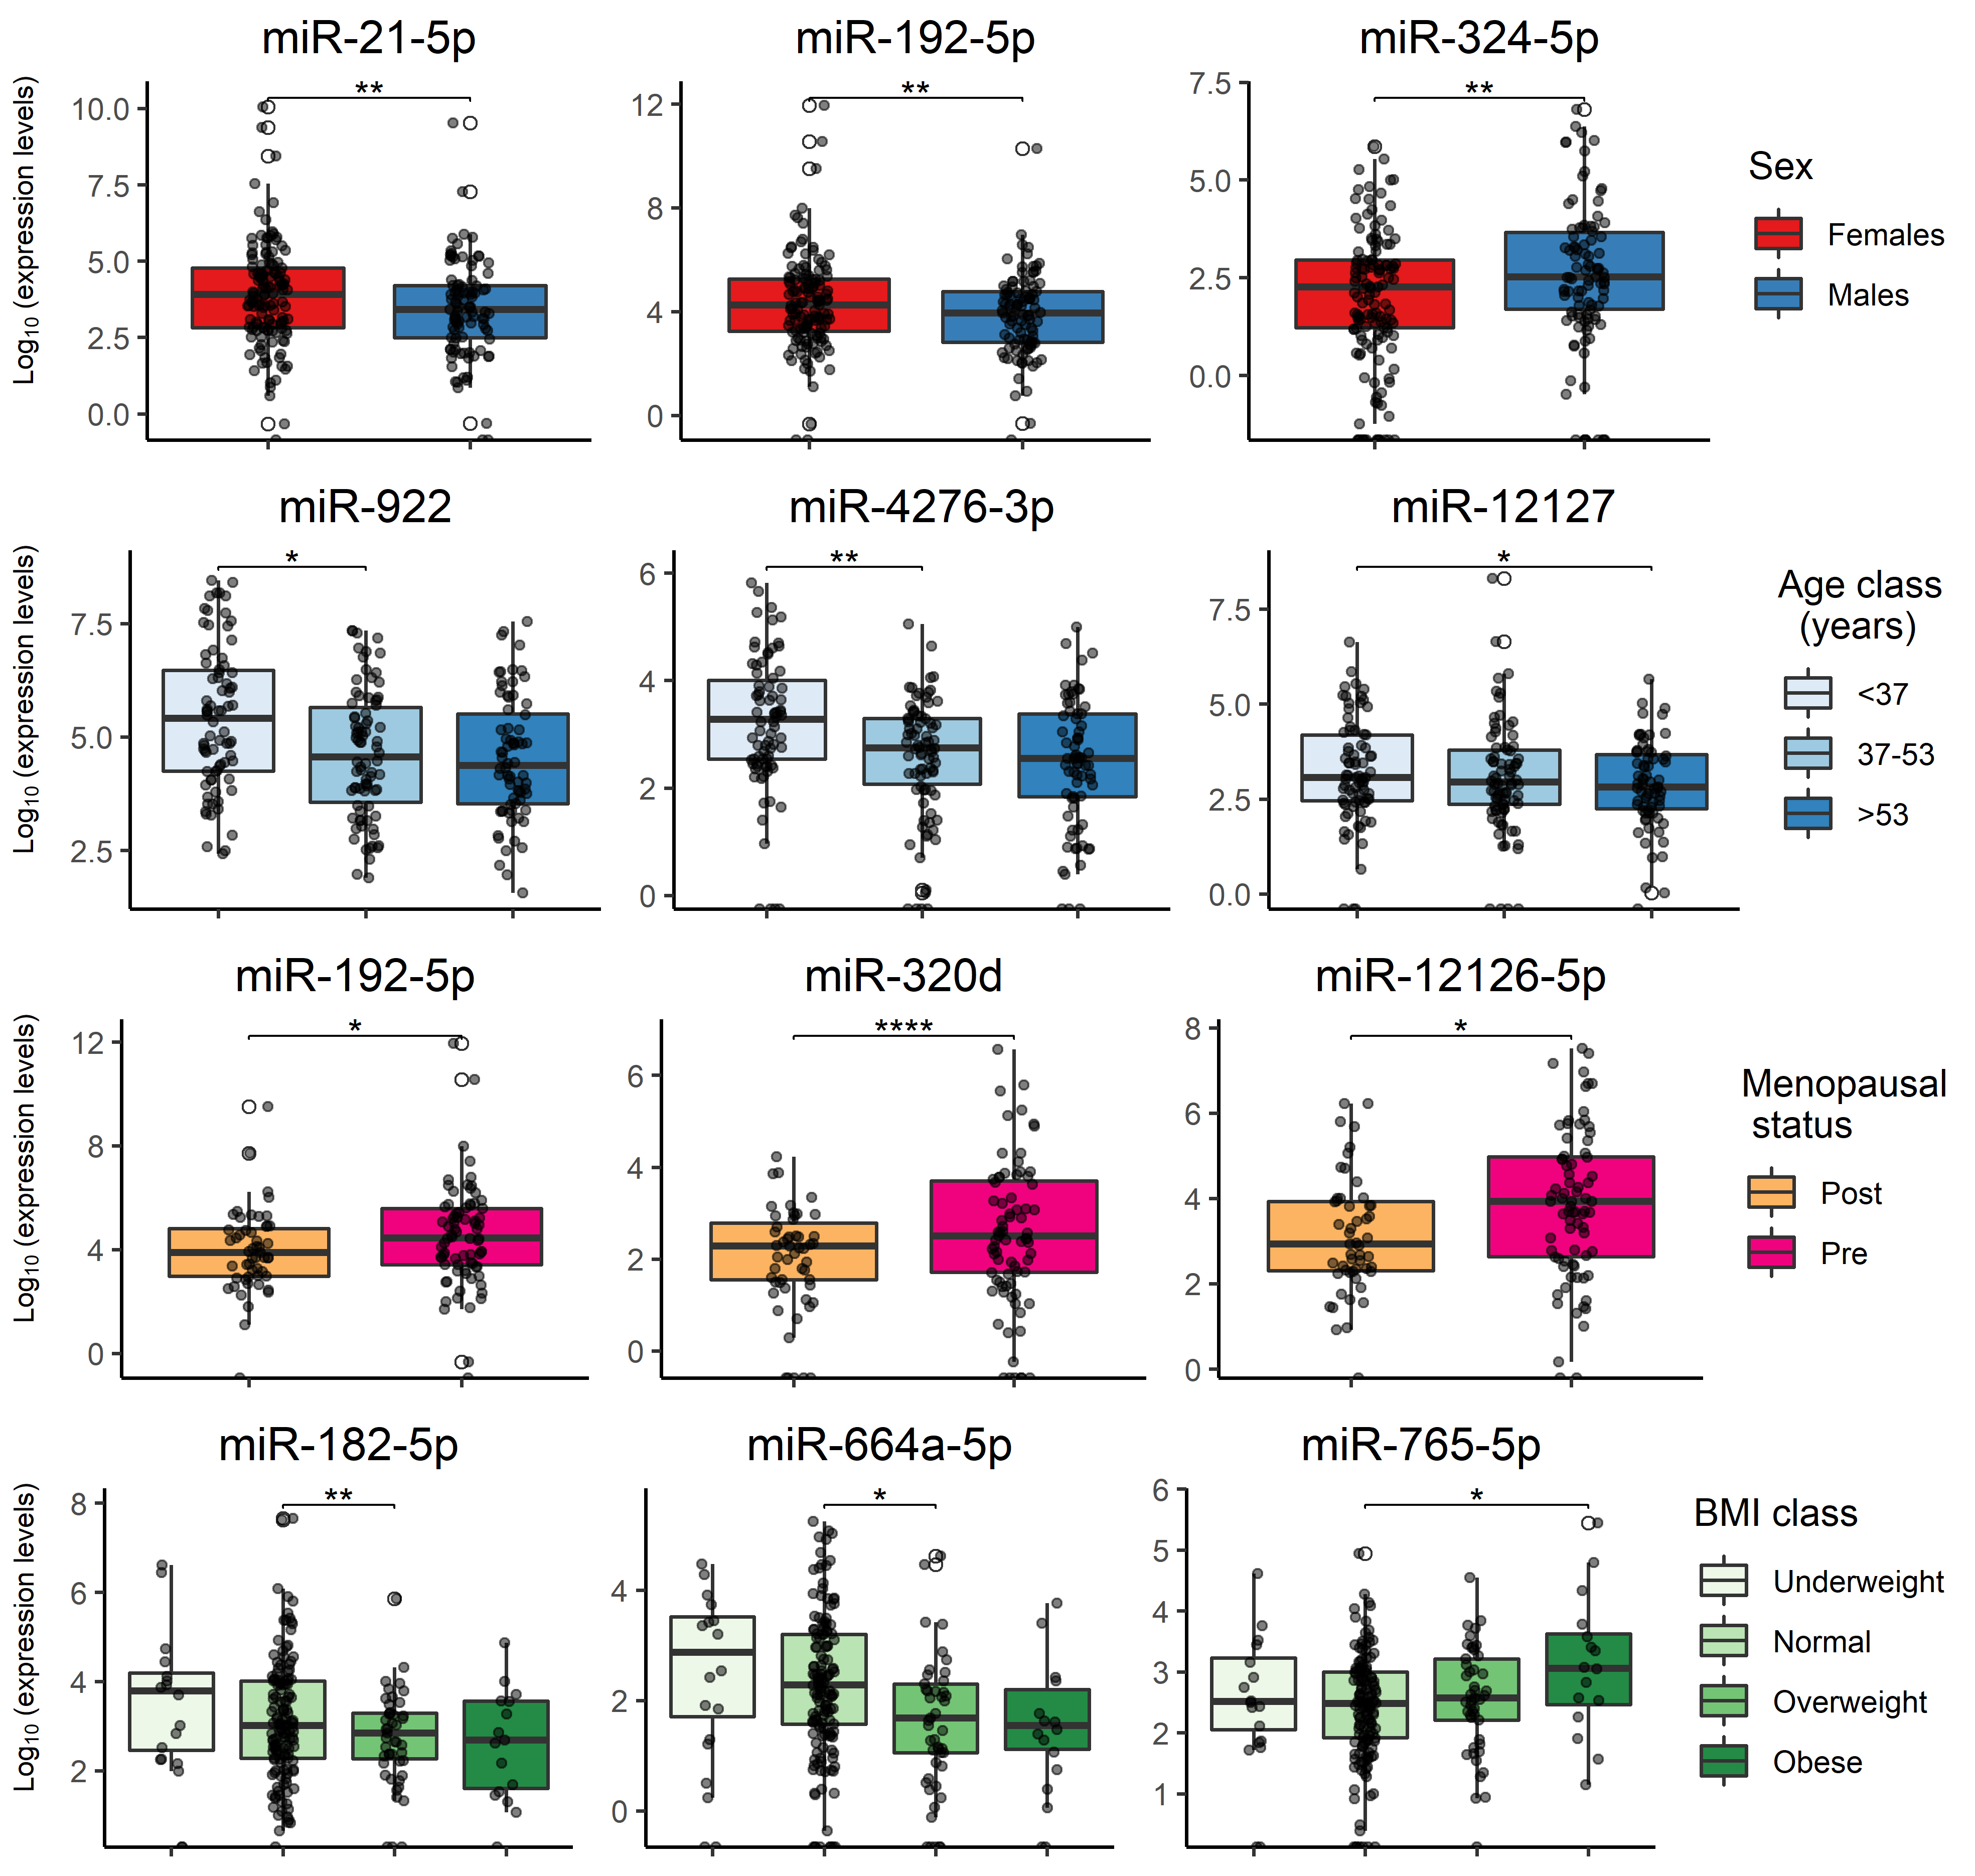 miR-21-5p
miR-192-5p
miR-324-5p
Log10 (expression levels)
10.0
7.5
5.0
2.5
0.0
**
12
8
4
0
**
7.5
5.0
2.5
0.0
**
Sex
Females
Males
miR-922
miR-4276-3p
miR-12127
Log10 (expression levels)
7.5
5.0
2.5
*
6
4
2
0
**
7.5
5.0
2.5
0.0
*
Age class
(years)
<37
37-53
>53
miR-192-5p
miR-320d
miR-12126-5p
Log10 (expression levels)
12
8
4
0
*
6
4
2
0
****
8
6
4
2
0
*
Menopausal
status
Post
Pre
miR-182-5p
miR-664a-5p
miR-765-5p
Log10 (expression levels)
8
6
4
2
**
4
2
0
*
6
5
4
3
2
1
*
BMI class
Underweight
Normal
Overweight
Obese